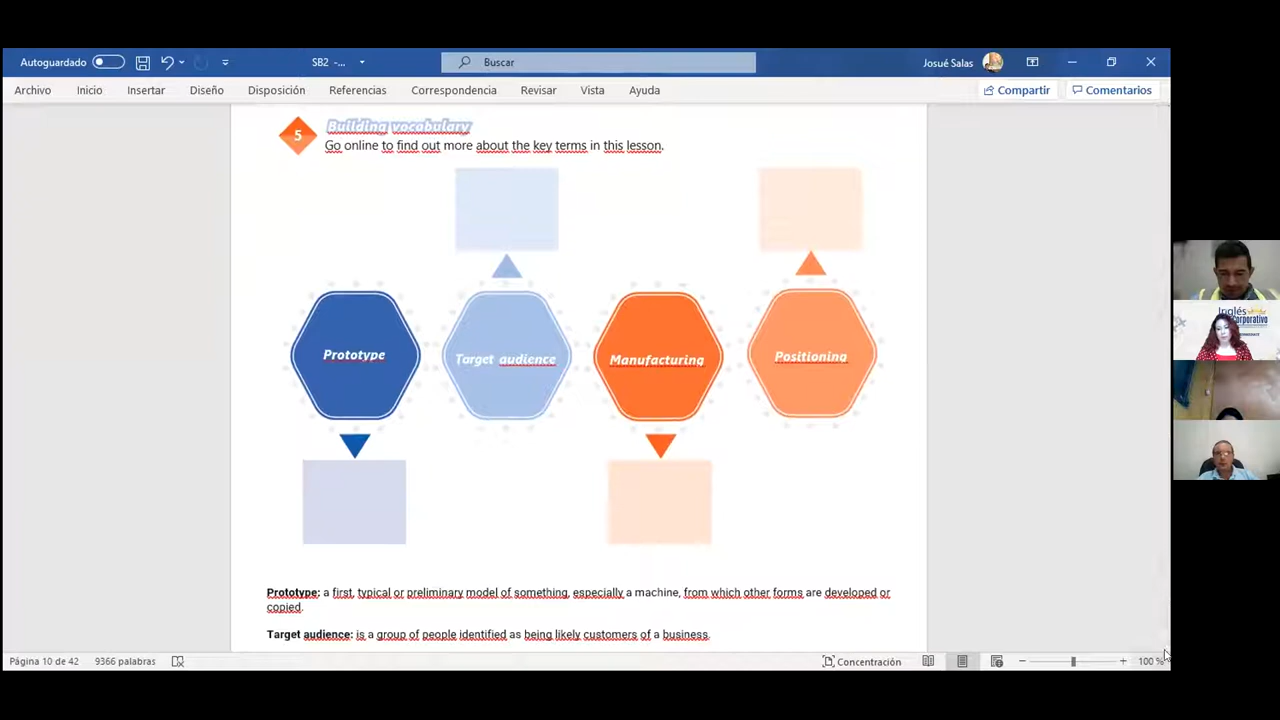 Autoguardado
SB2 -...
Buscar
Josué Salas
Archivo Inicio Insertar Diseño Disposición Referencias Correspondencia Revisar Vista Ayuda Compartir Comentarios
5 Building vocabulary
Go online to find out more about the key terms in this lesson.
Prototype Target audience Manufacturing Positioning
Prototype: a first, typical or preliminary model of something, especially a machine, from which other forms are developed or
copied.
Target audience: is a group of people identified as being likely customers of a business.
Página 10 de 42 9366 palabras Concentración 100 %
Inglés